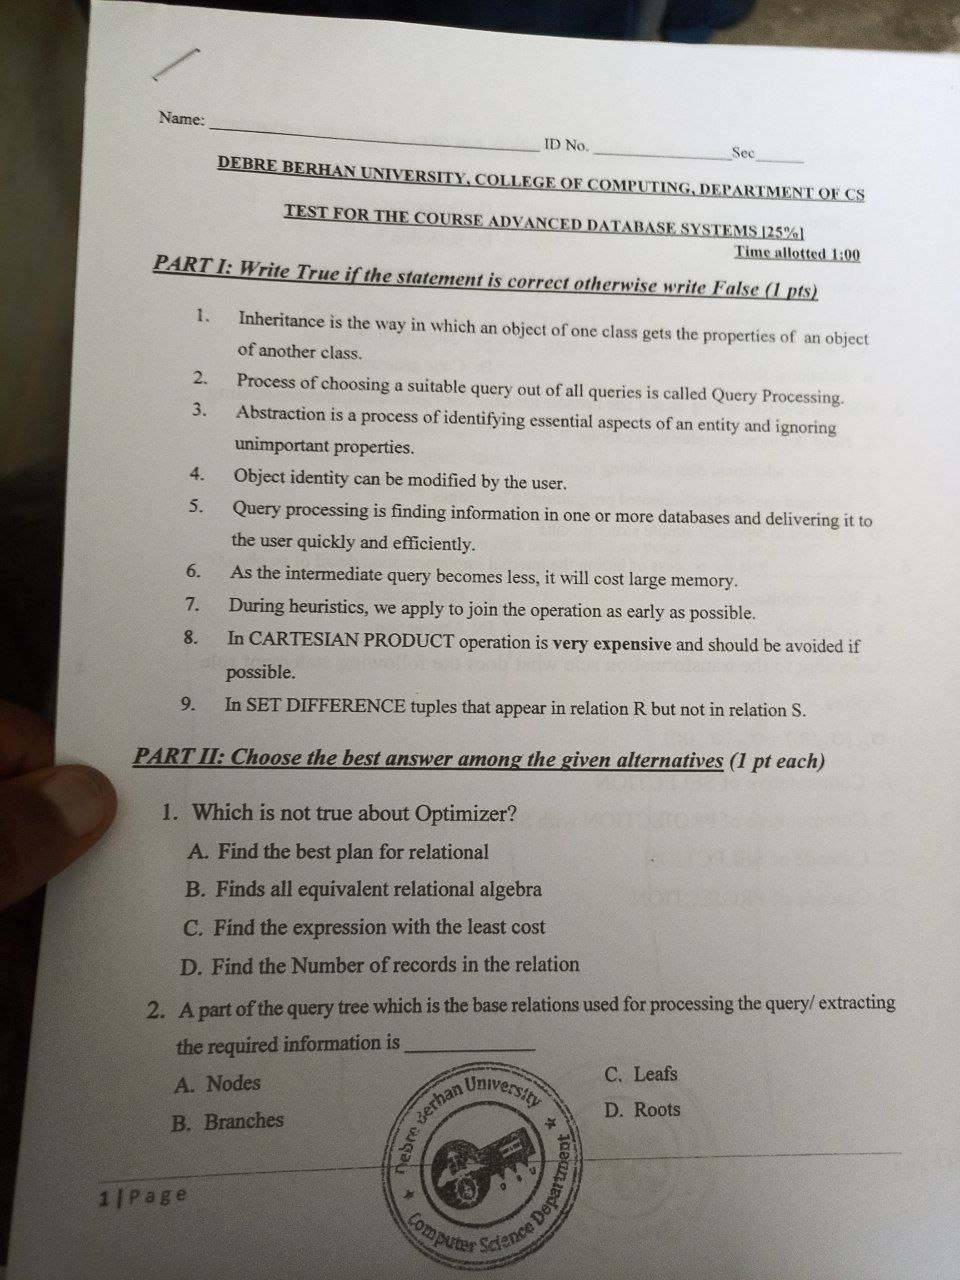 Name: ____________ ID No. ____________ Sec______
DEBRE BERHAN UNIVERSITY, COLLEGE OF COMPUTING, DEPARTMENT OF CS
TEST FOR THE COURSE ADVANCED DATABASE SYSTEMS [25%]
Time allotted 1:00
PART I: Write True if the statement is correct otherwise write False (1 pts)
1. Inheritance is the way in which an object of one class gets the properties of an object
of another class.
2. Process of choosing a suitable query out of all queries is called Query Processing.
3. Abstraction is a process of identifying essential aspects of an entity and ignoring
unimportant properties.
4. Object identity can be modified by the user.
5. Query processing is finding information in one or more databases and delivering it to
the user quickly and efficiently.
6. As the intermediate query becomes less, it will cost large memory.
7. During heuristics, we apply to join the operation as early as possible.
8. In CARTESIAN PRODUCT operation is very expensive and should be avoided if
possible.
9. In SET DIFFERENCE tuples that appear in relation R but not in relation S.
PART II: Choose the best answer among the given alternatives (1 pt each)
1. Which is not true about Optimizer?
A. Find the best plan for relational
B. Finds all equivalent relational algebra
C. Find the expression with the least cost
D. Find the Number of records in the relation
2. A part of the query tree which is the base relations used for processing the query/ extracting
the required information is ____________
A. Nodes
B. Branches
C. Leafs
D. Roots
Debre Berhan University
Computer Science Department
1 | Page